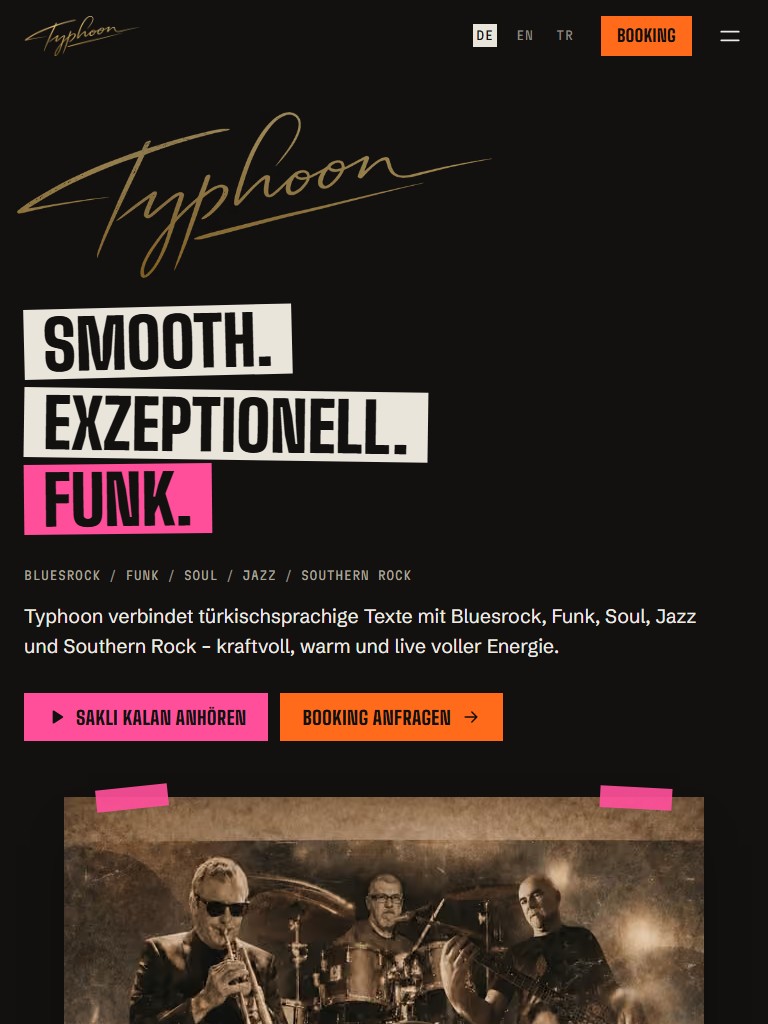 Typhoon
DE EN TR
BOOKING
Typhoon
SMOOTH.
EXZEPTIONELL.
FUNK.
BLUESROCK / FUNK / SOUL / JAZZ / SOUTHERN ROCK
Typhoon verbindet türkischsprachige Texte mit Bluesrock, Funk, Soul, Jazz
und Southern Rock – kraftvoll, warm und live voller Energie.
SAKLI KALAN ANHÖREN
BOOKING ANFRAGEN